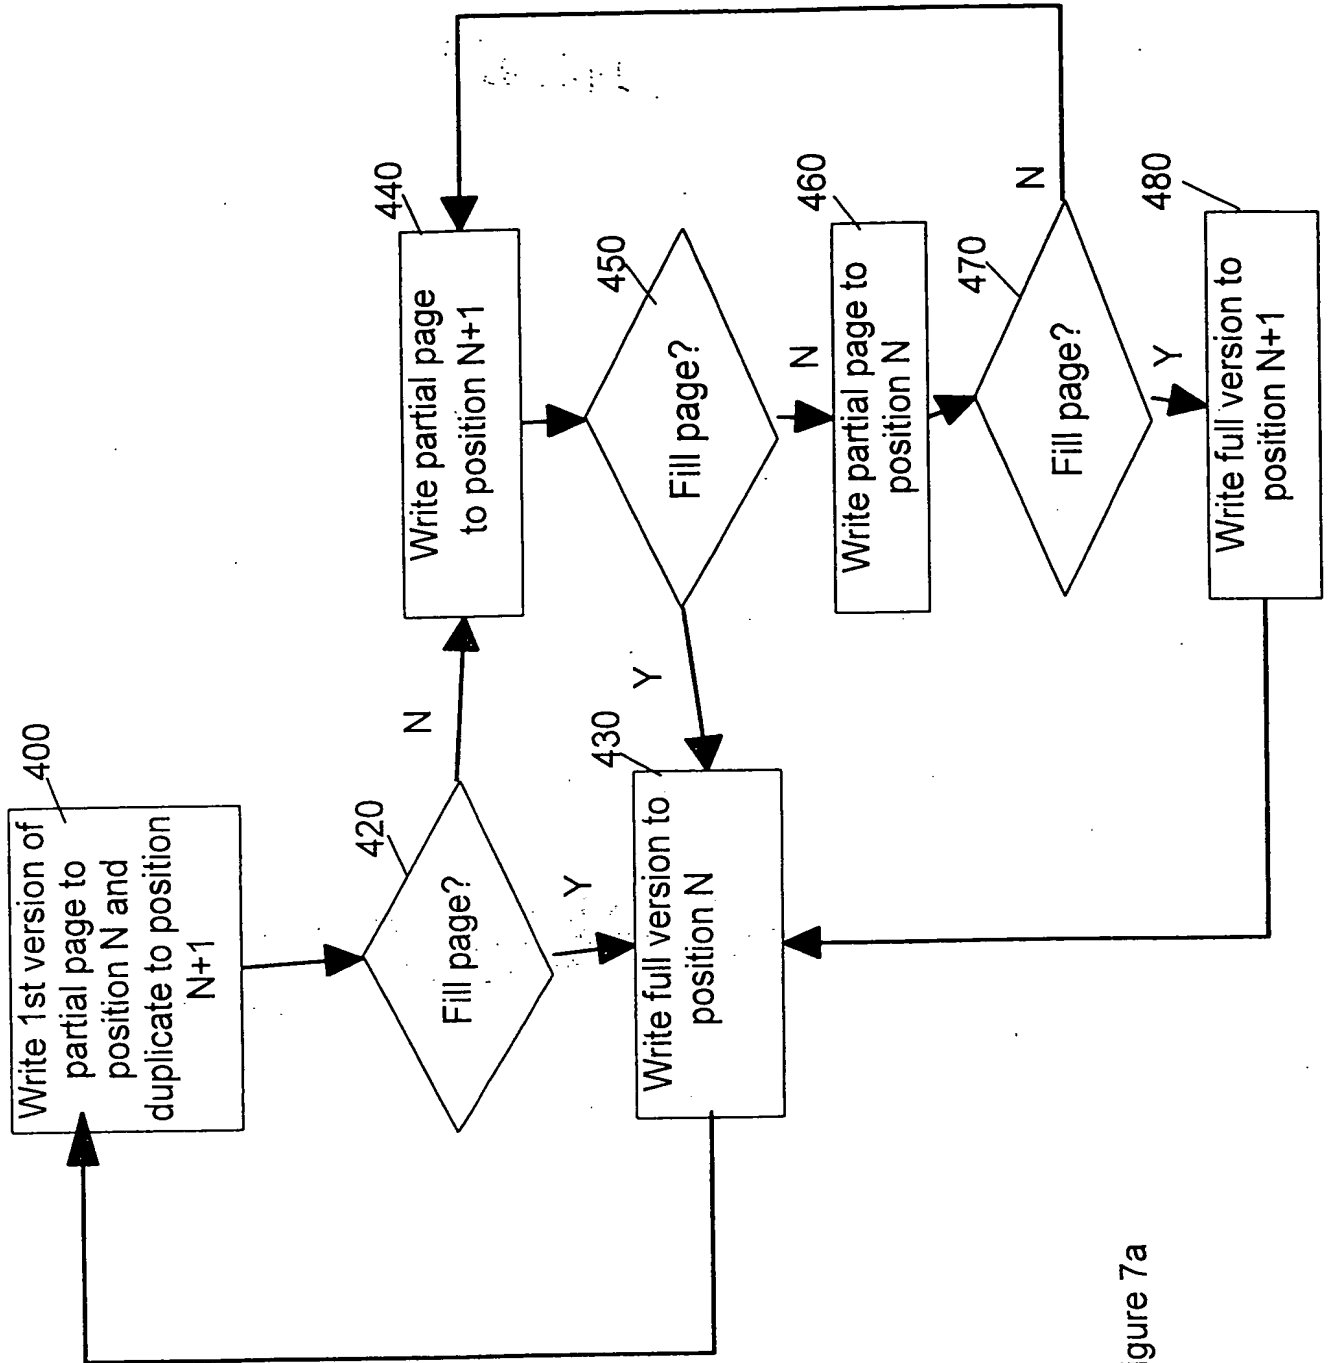 400
Write 1st version of
partial page to
position N and
duplicate to position
N+1
420
Fill page?
N
Y
430
Write full version to
position N
440
Write partial page
to position N+1
450
Fill page?
Y
N
460
Write partial page to
position N
470
Fill page?
N
Y
480
Write full version to
position N+1
igure 7a